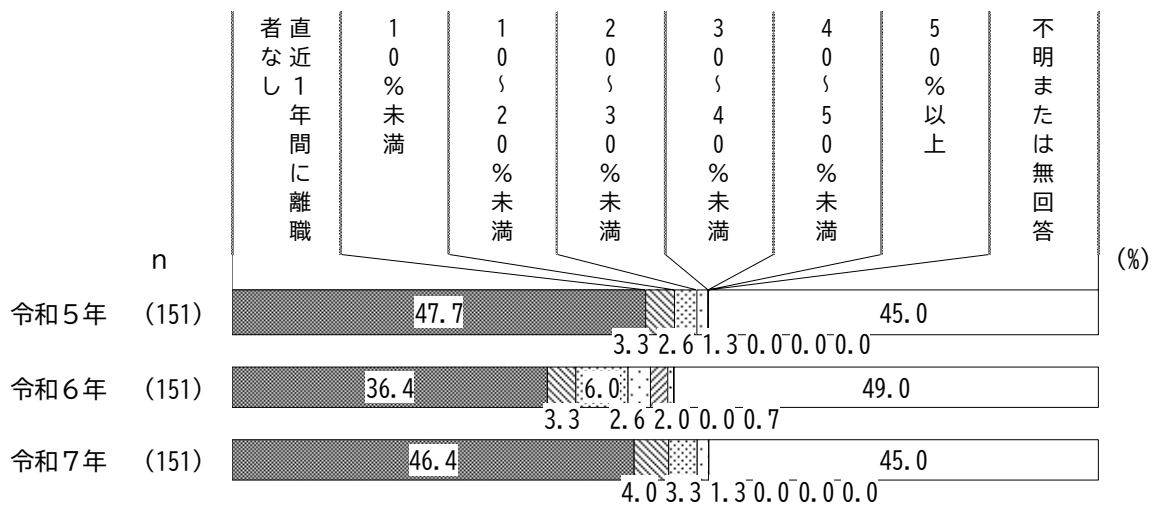 直近１年間に離職者なし
１０％未満
１０～２０％未満
２０～３０％未満
３０～４０％未満
４０～５０％未満
５０％以上
不明または無回答
n
(%)
令和５年 (151) 47.7 45.0
3.3 2.6 1.3 0.0 0.0 0.0
令和６年 (151) 36.4 6.0 49.0
3.3 2.6 2.0 0.0 0.7
令和７年 (151) 46.4 45.0
4.0 3.3 1.3 0.0 0.0 0.0